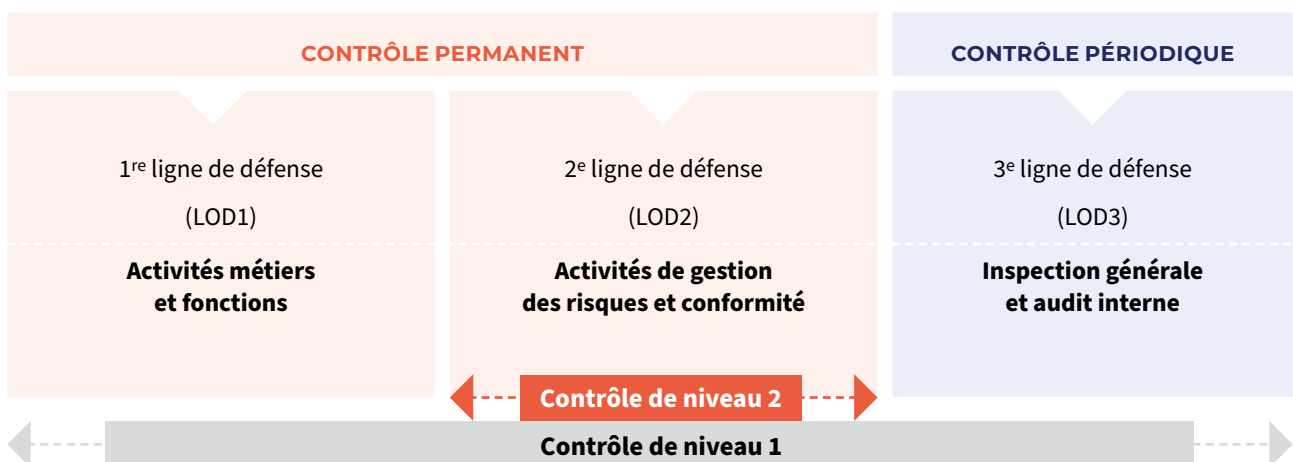 CONTRÔLE PERMANENT
CONTRÔLE PÉRIODIQUE
1re ligne de défense
(LOD1)
Activités métiers
et fonctions
2e ligne de défense
(LOD2)
Activités de gestion
des risques et conformité
3e ligne de défense
(LOD3)
Inspection générale
et audit interne
Contrôle de niveau 2
Contrôle de niveau 1